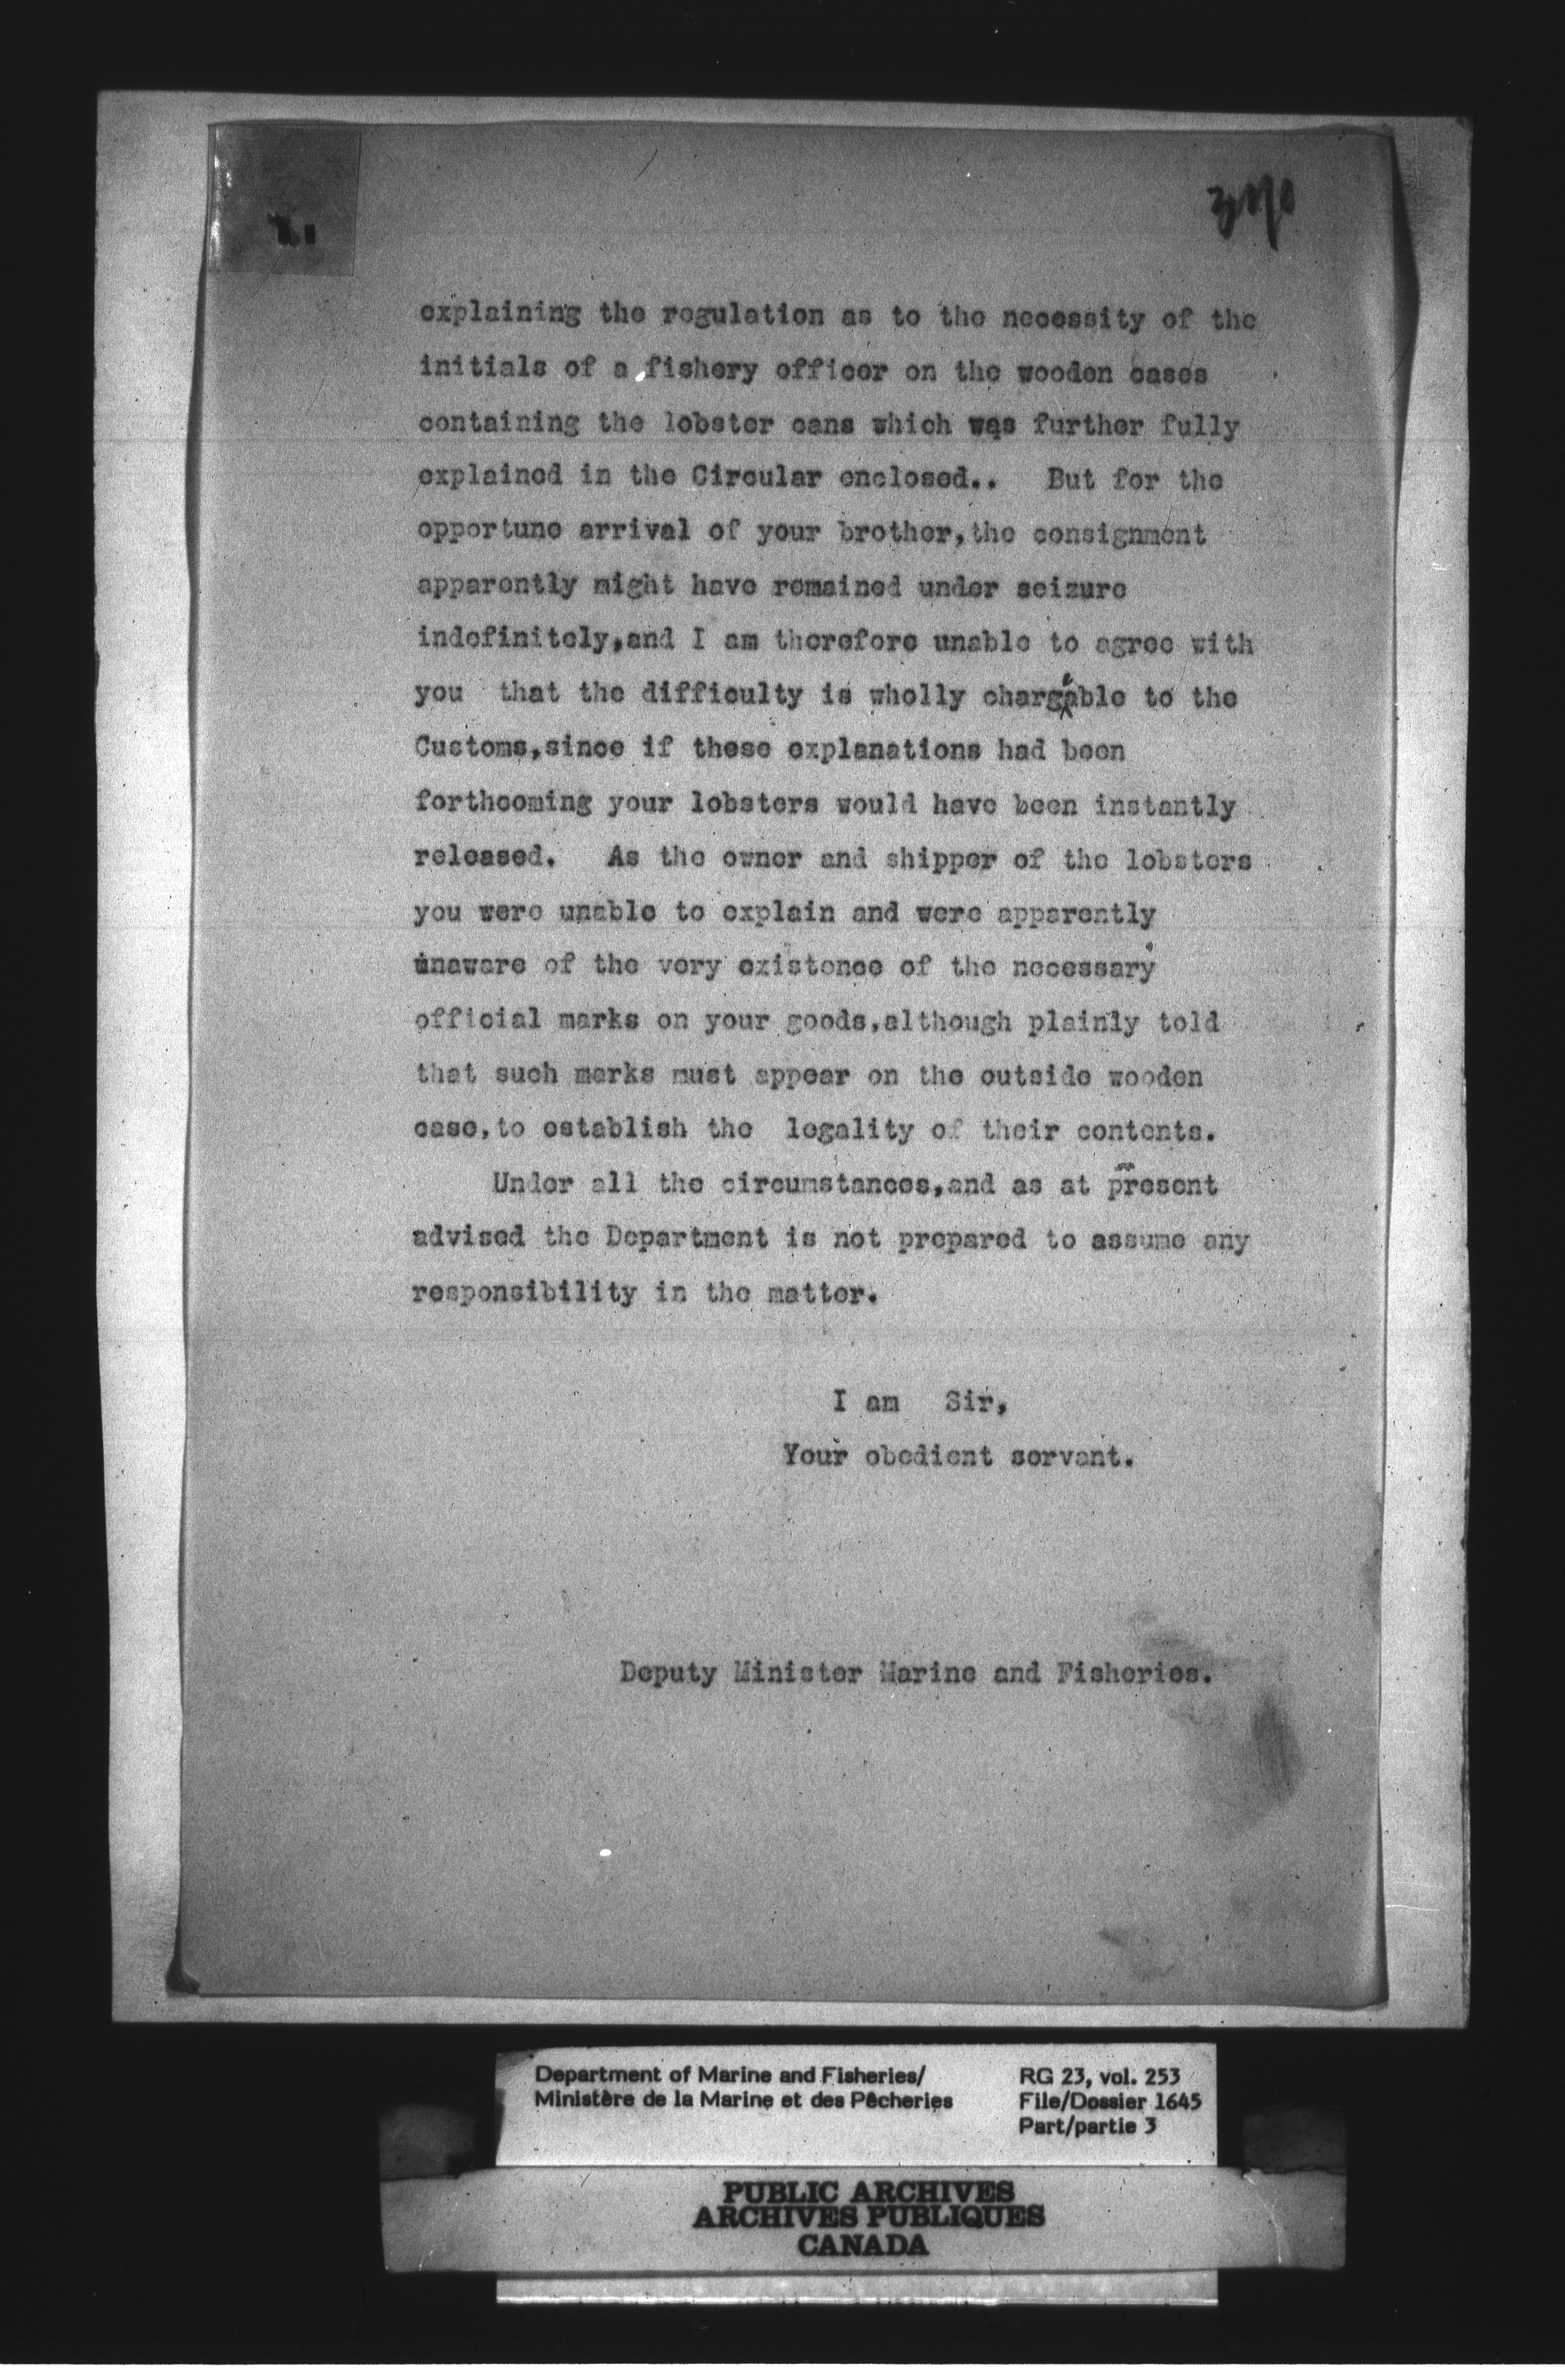 explaining the regulation as to the necessity of the
initials of a fishery officer on the wooden cases
containing the lobster cans which was further fully
explained in the Circular enclosed.. But for the
opportune arrival of your brother,the consignment
apparently might have remained under seizure
indefinitely,and I am therefore unable to agree with
you that the difficulty is wholly chargeable to the
Customs,since if these explanations had been
forthcoming your lobsters would have been instantly
released. As the owner and shipper of the lobsters
you were unable to explain and were apparently
unaware of the very existence of the necessary
official marks on your goods,although plainly told
that such marks must appear on the outside wooden
case,to establish the legality of their contents.
Under all the circumstances,and as at present
advised the Department is not prepared to assume any
responsibility in the matter.
I am Sir,
Your obedient servant.
Deputy Minister Marine and Fisheries.
Department of Marine and Fisheries/
Ministère de la Marine et des Pêcheries
RG 23, vol. 253
File/Dossier 1645
Part/partie 3
PUBLIC ARCHIVES
ARCHIVES PUBLIQUES
CANADA